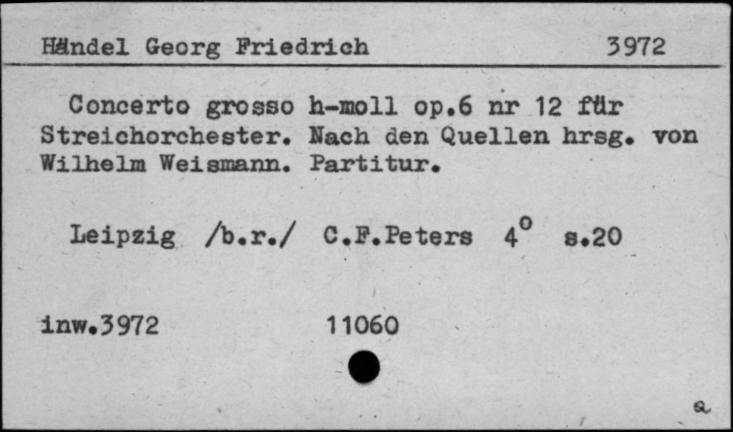 Händel Georg Friedrich 3972
Concerto grosso h-moll op.6 nr 12 für
Streichorchester. Nach den Quellen hrsg. von
Wilhelm Weismann. Partitur.
Leipzig /b.r./ C.F.Peters 4° s.20
inw.3972 11060